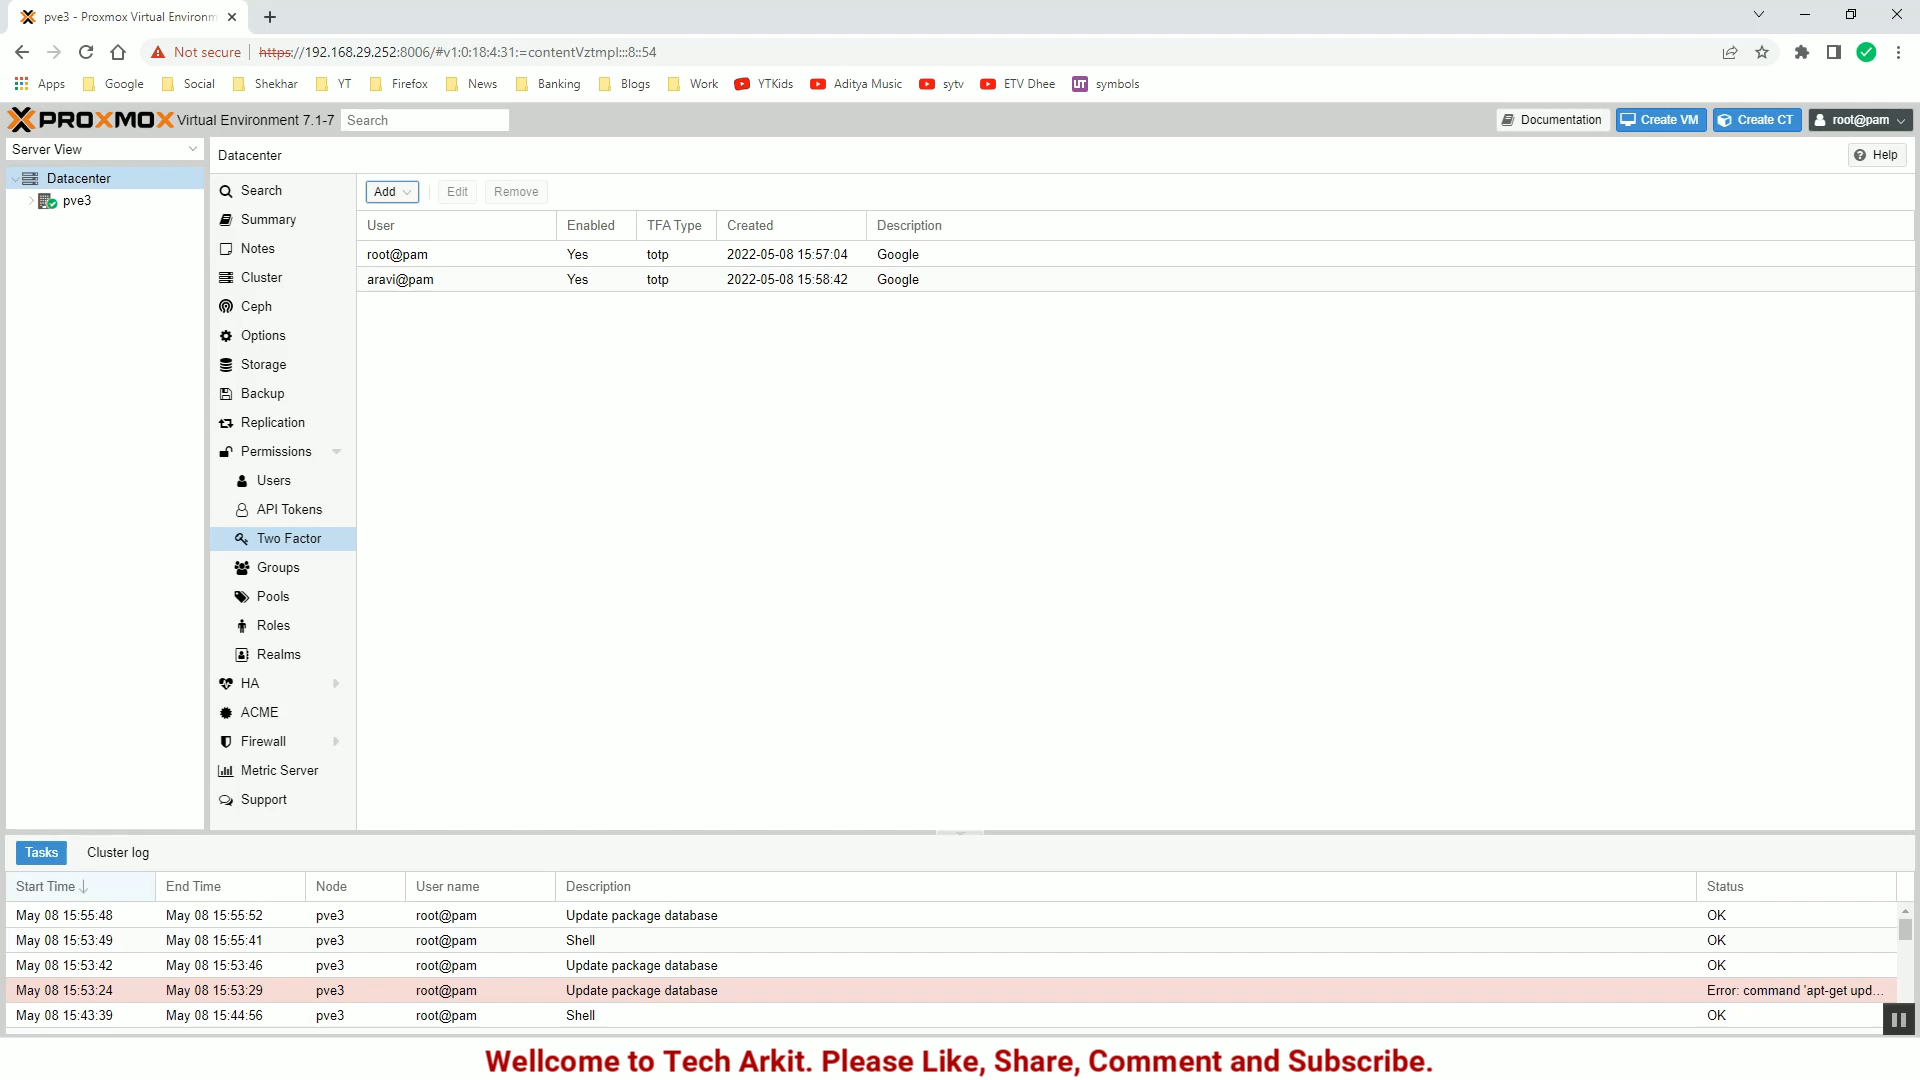 pve3 - Proxmox Virtual Environm
Not secure https://192.168.29.252:8006/#v1:0:18:4:31:=contentVztmpl:::8::54
Apps Google Social Shekhar YT Firefox News Banking Blogs Work YTKids Aditya Music sytv ETV Dhee UT symbols
PROXMOX Virtual Environment 7.1-7 Search Documentation Create VM Create CT root@pam
Server View
Datacenter
pve3
Datacenter Help
Search
Summary
Notes
Cluster
Ceph
Options
Storage
Backup
Replication
Permissions
Users
API Tokens
Two Factor
Groups
Pools
Roles
Realms
HA
ACME
Firewall
Metric Server
Support
Add Edit Remove
User Enabled TFA Type Created Description
root@pam Yes totp 2022-05-08 15:57:04 Google
aravi@pam Yes totp 2022-05-08 15:58:42 Google
Tasks Cluster log
Start Time End Time Node User name Description Status
May 08 15:55:48 May 08 15:55:52 pve3 root@pam Update package database OK
May 08 15:53:49 May 08 15:55:41 pve3 root@pam Shell OK
May 08 15:53:42 May 08 15:53:46 pve3 root@pam Update package database OK
May 08 15:53:24 May 08 15:53:29 pve3 root@pam Update package database Error: command 'apt-get upd...
May 08 15:43:39 May 08 15:44:56 pve3 root@pam Shell OK
Wellcome to Tech Arkit. Please Like, Share, Comment and Subscribe.